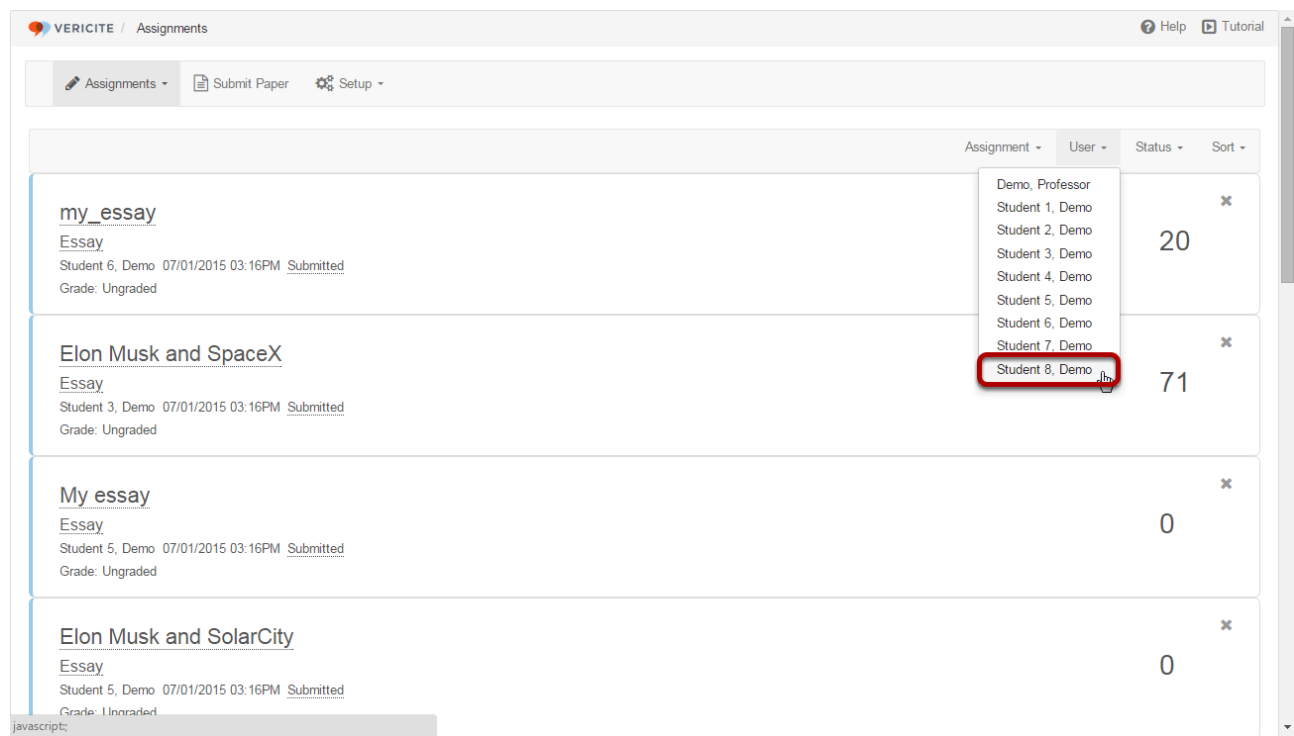 VERICITE / Assignments Help Tutorial
Assignments Submit Paper Setup
Assignment User Status Sort
Demo, Professor
Student 1, Demo
Student 2, Demo
Student 3, Demo
Student 4, Demo
Student 5, Demo
Student 6, Demo
Student 7, Demo
Student 8, Demo
my_essay
Essay
Student 6, Demo 07/01/2015 03:16PM Submitted
Grade: Ungraded
20
Elon Musk and SpaceX
Essay
Student 3, Demo 07/01/2015 03:16PM Submitted
Grade: Ungraded
71
My essay
Essay
Student 5, Demo 07/01/2015 03:16PM Submitted
Grade: Ungraded
0
Elon Musk and SolarCity
Essay
Student 5, Demo 07/01/2015 03:16PM Submitted
Grade: Ungraded
0
javascript:;